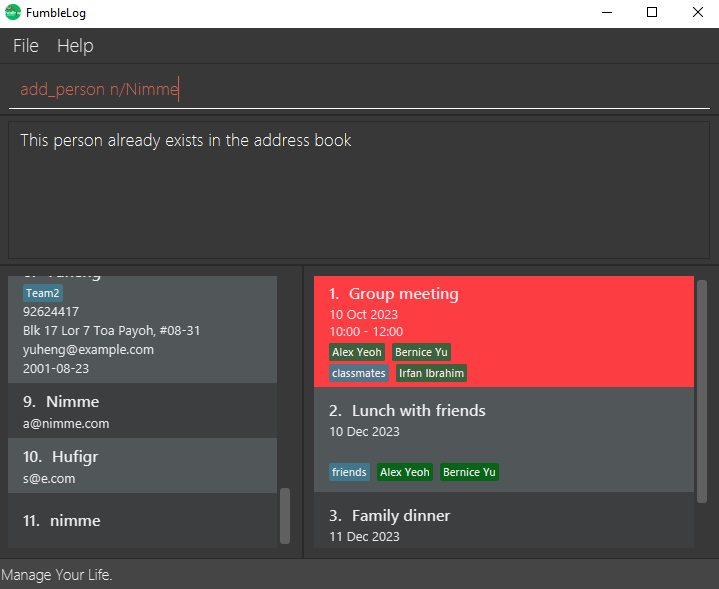 FumbleLog
File Help
add_person n/Nimme
This person already exists in the address book
Team2
92624417
Blk 17 Lor 7 Toa Payoh, #08-31
yuheng@example.com
2001-08-23
9. Nimme
a@nimme.com
10. Hufigr
s@e.com
11. nimme
1. Group meeting
10 Oct 2023
10:00 - 12:00
Alex Yeoh Bernice Yu
classmates Irfan Ibrahim
2. Lunch with friends
10 Dec 2023
friends Alex Yeoh Bernice Yu
3. Family dinner
11 Dec 2023
Manage Your Life.